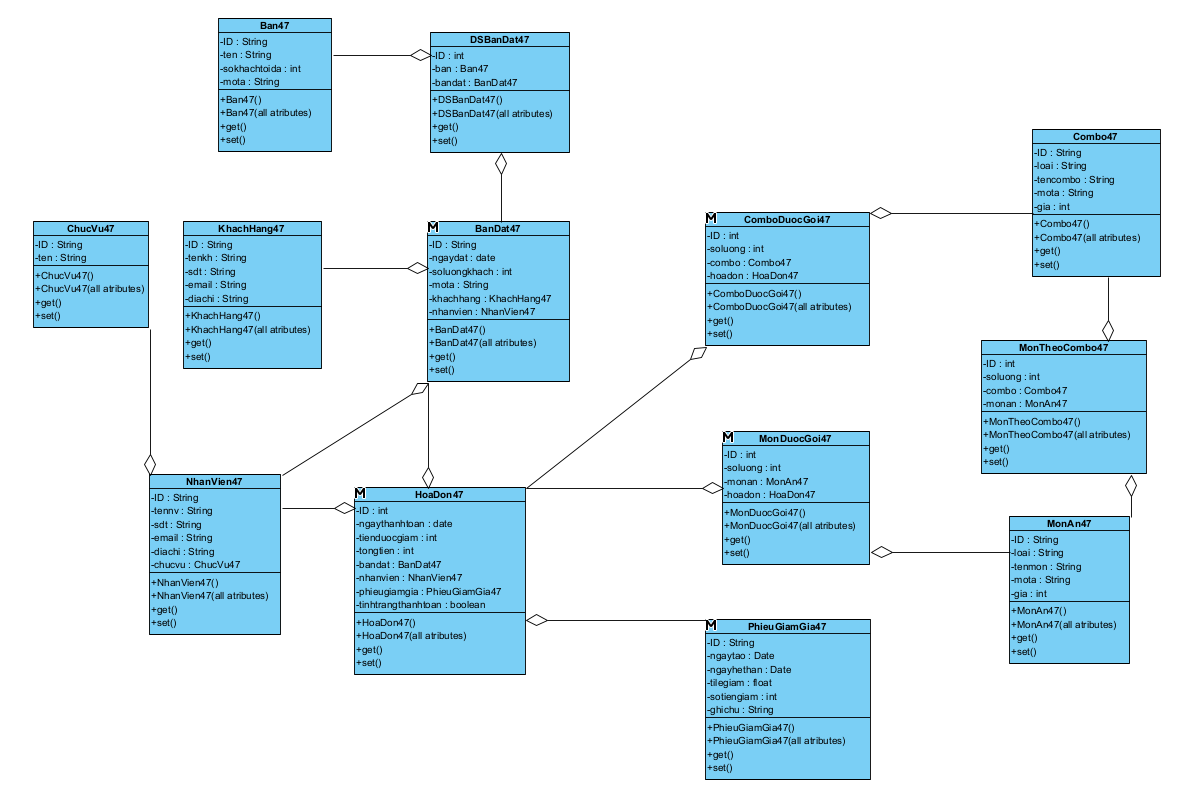 Ban47
-ID : String
-ten : String
-sokhachtoida : int
-mota : String
+Ban47()
+Ban47(all atributes)
+get()
+set()
DSBanDat47
-ID : int
-ban : Ban47
-bandat : BanDat47
+DSBanDat47()
+DSBanDat47(all atributes)
+get()
+set()
Combo47
-ID : String
-loai : String
-tencombo : String
-mota : String
-gia : int
+Combo47()
+Combo47(all atributes)
+get()
+set()
ChucVu47
-ID : String
-ten : String
+ChucVu47()
+ChucVu47(all atributes)
+get()
+set()
KhachHang47
-ID : String
-tenkh : String
-sdt : String
-email : String
-diachi : String
+KhachHang47()
+KhachHang47(all atributes)
+get()
+set()
M
BanDat47
-ID : String
-ngaydat : date
-soluongkhach : int
-mota : String
-khachhang : KhachHang47
-nhanvien : NhanVien47
+BanDat47()
+BanDat47(all atributes)
+get()
+set()
M
ComboDuocGoi47
-ID : int
-soluong : int
-combo : Combo47
-hoadon : HoaDon47
+ComboDuocGoi47()
+ComboDuocGoi47(all atributes)
+get()
+set()
MonTheoCombo47
-ID : int
-soluong : int
-combo : Combo47
-monan : MonAn47
+MonTheoCombo47()
+MonTheoCombo47(all atributes)
+get()
+set()
NhanVien47
-ID : String
-tennv : String
-sdt : String
-email : String
-diachi : String
-chucvu : ChucVu47
+NhanVien47()
+NhanVien47(all atributes)
+get()
+set()
M
HoaDon47
-ID : int
-ngaythanhtoan : date
-tienduocgiam : int
-tongtien : int
-bandat : BanDat47
-nhanvien : NhanVien47
-phieugiamgia : PhieuGiamGia47
-tinhtrangthanhtoan : boolean
+HoaDon47()
+HoaDon47(all atributes)
+get()
+set()
M
MonDuocGoi47
-ID : int
-soluong : int
-monan : MonAn47
-hoadon : HoaDon47
+MonDuocGoi47()
+MonDuocGoi47(all atributes)
+get()
+set()
MonAn47
-ID : String
-loai : String
-tenmon : String
-mota : String
-gia : int
+MonAn47()
+MonAn47(all atributes)
+get()
+set()
M
PhieuGiamGia47
-ID : String
-ngaytao : Date
-ngayhethan : Date
-tilegiam : float
-sotiengiam : int
-ghichu : String
+PhieuGiamGia47()
+PhieuGiamGia47(all atributes)
+get()
+set()